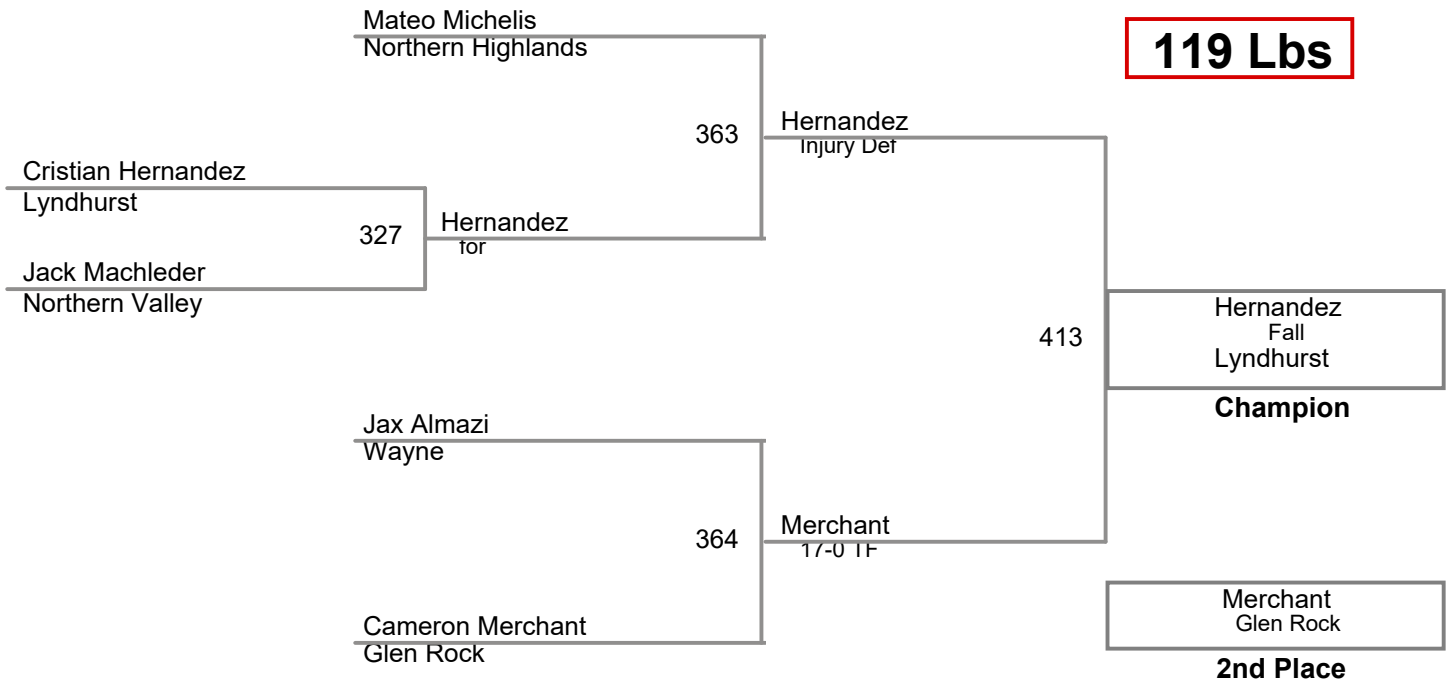 Mateo Michelis
Northern Highlands
119 Lbs
363
Hernandez
Injury Def
Cristian Hernandez
Lyndhurst
327
Hernandez
for
Jack Machleder
Northern Valley
413
Hernandez
Fall
Lyndhurst
Champion
Jax Almazi
Wayne
364
Merchant
17-0 TF
Cameron Merchant
Glen Rock
Merchant
Glen Rock
2nd Place